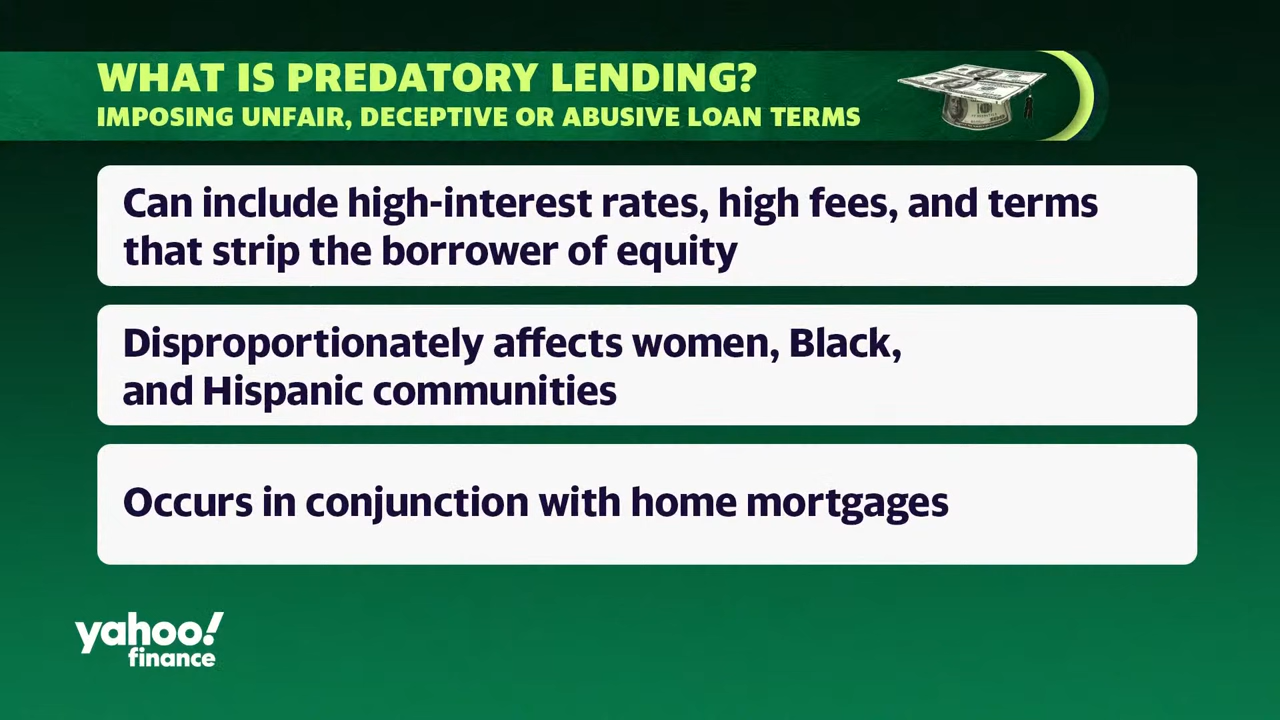 WHAT IS PREDATORY LENDING?
IMPOSING UNFAIR, DECEPTIVE OR ABUSIVE LOAN TERMS
Can include high-interest rates, high fees, and terms
that strip the borrower of equity
Disproportionately affects women, Black,
and Hispanic communities
Occurs in conjunction with home mortgages
yahoo!
finance